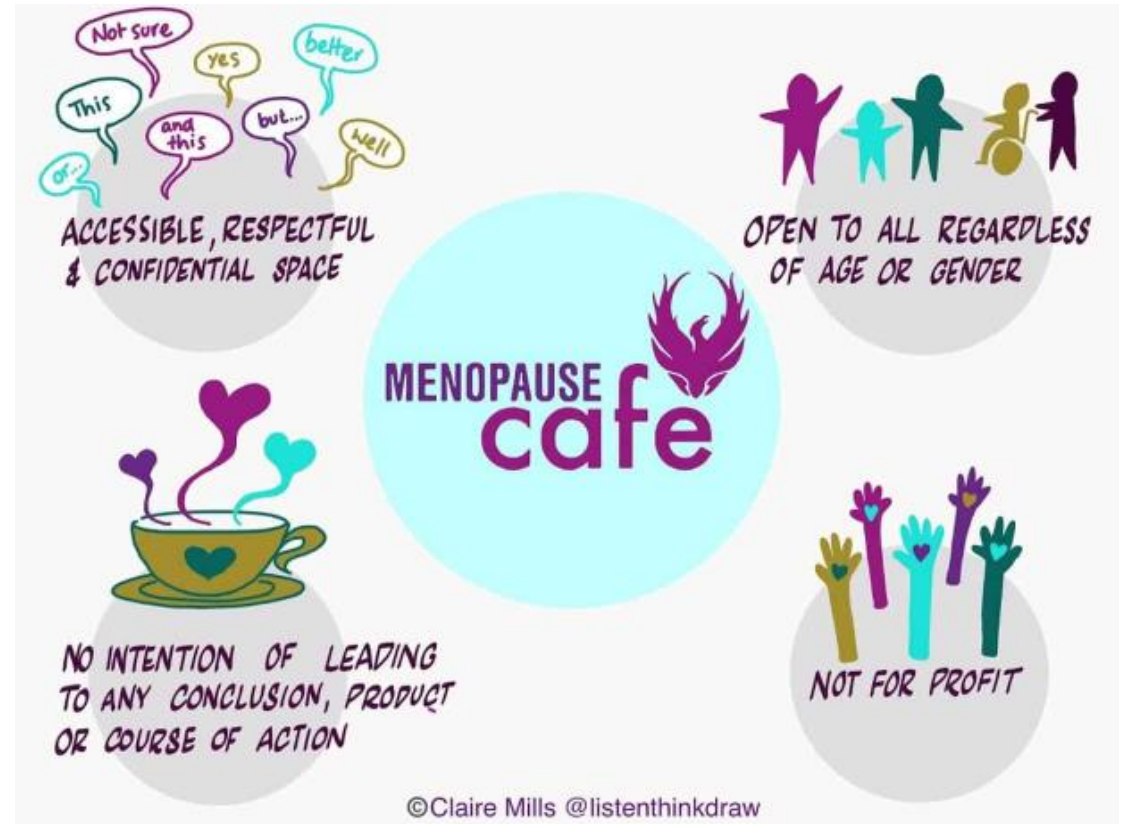 Not sure
yes
better
This
and
this
but...
well
or...
ACCESSIBLE, RESPECTFUL
& CONFIDENTIAL SPACE
OPEN TO ALL REGARDLESS
OF AGE OR GENDER
MENOPAUSE
cafe
NO INTENTION OF LEADING
TO ANY CONCLUSION, PRODUCT
OR COURSE OF ACTION
NOT FOR PROFIT
©Claire Mills @listenthinkdraw